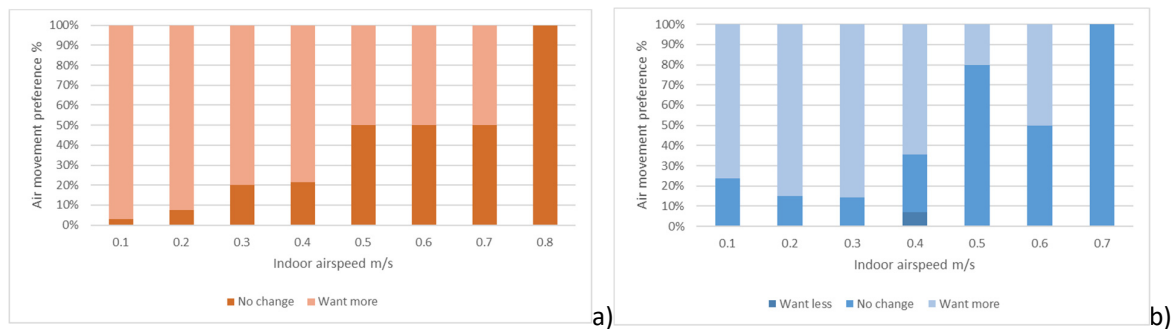 100%
90%
80%
70%
60%
50%
40%
30%
20%
10%
0%
Air movement preference %
0.1 0.2 0.3 0.4 0.5 0.6 0.7 0.8
Indoor airspeed m/s
No change Want more
a)
100%
90%
80%
70%
60%
50%
40%
30%
20%
10%
0%
Air movement preference %
0.1 0.2 0.3 0.4 0.5 0.6 0.7
Indoor airspeed m/s
Want less No change Want more
b)